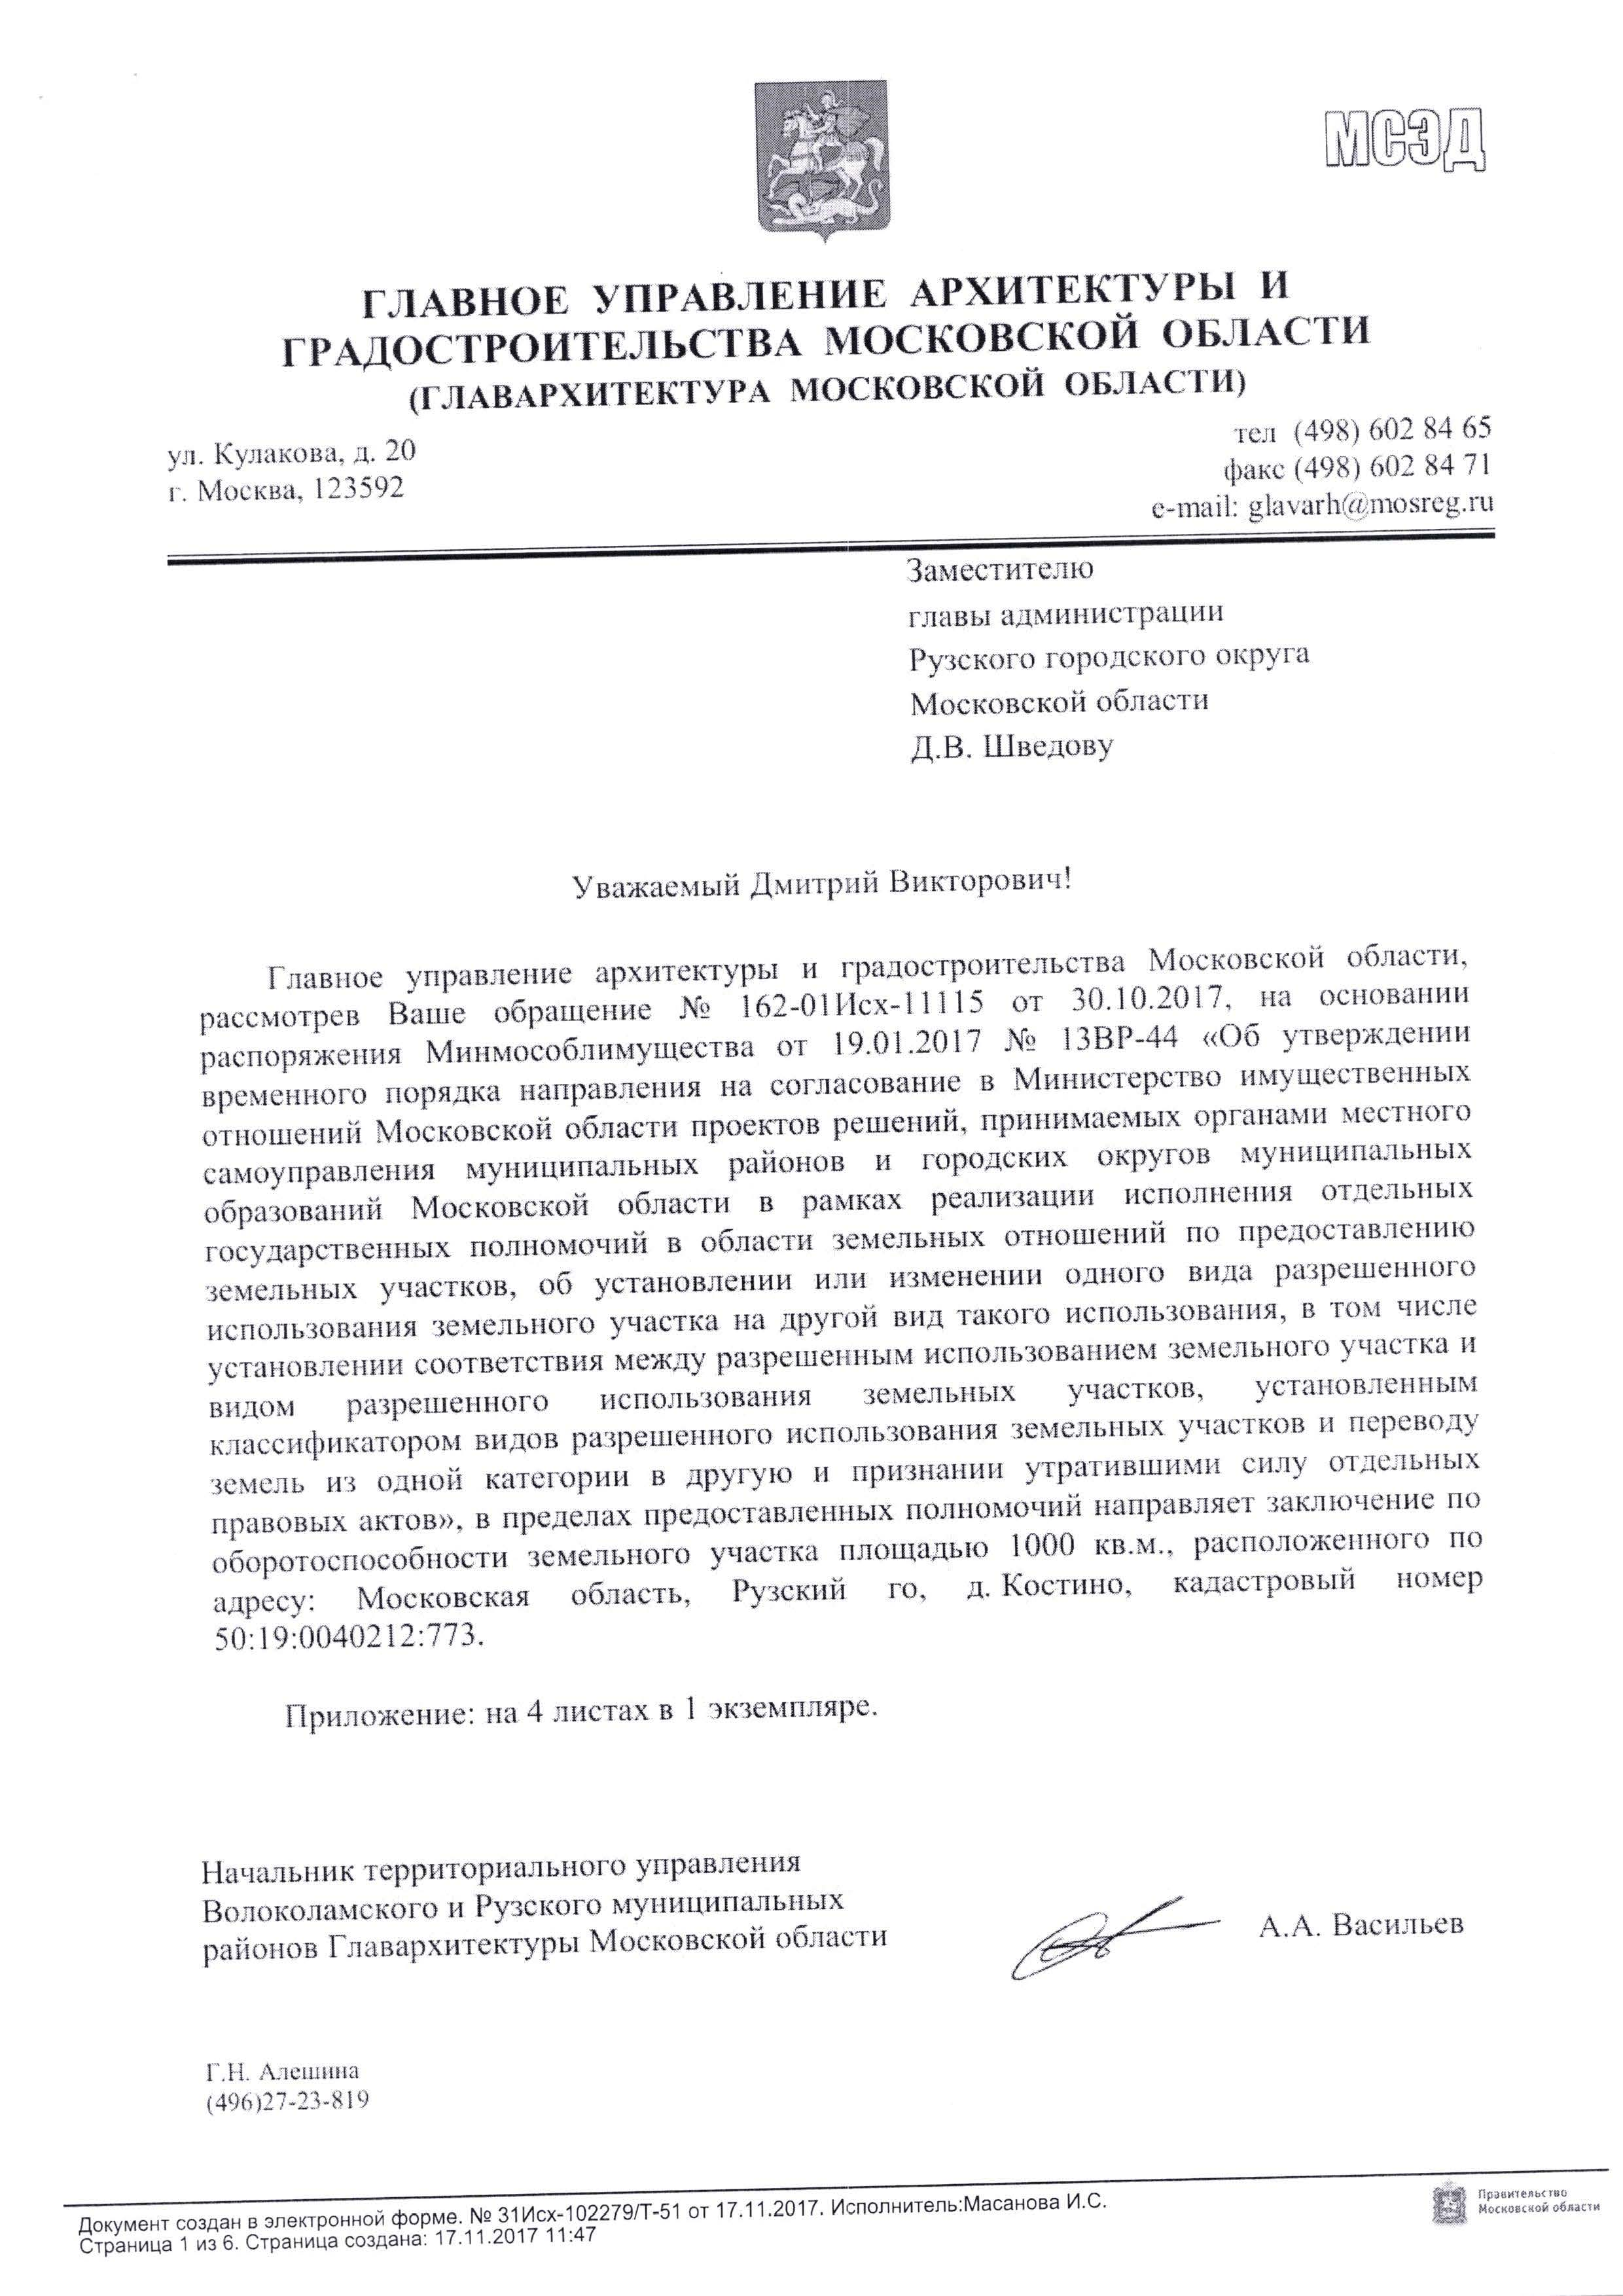 МСЭД
ГЛАВНОЕ УПРАВЛЕНИЕ АРХИТЕКТУРЫ И
ГРАДОСТРОИТЕЛЬСТВА МОСКОВСКОЙ ОБЛАСТИ
(ГЛАВАРХИТЕКТУРА МОСКОВСКОЙ ОБЛАСТИ)
ул. Кулакова, д. 20
г. Москва, 123592
тел (498) 602 84 65
факс (498) 602 84 71
e-mail: glavarh@mosreg.ru
Заместителю
главы администрации
Рузского городского округа
Московской области
Д.В. Шведову
Уважаемый Дмитрий Викторович!
Главное управление архитектуры и градостроительства Московской области,
рассмотрев Ваше обращение № 162-01Исх-11115 от 30.10.2017, на основании
распоряжения Минмособлимущества от 19.01.2017 № 13ВР-44 «Об утверждении
временного порядка направления на согласование в Министерство имущественных
отношений Московской области проектов решений, принимаемых органами местного
самоуправления муниципальных районов и городских округов муниципальных
образований Московской области в рамках реализации исполнения отдельных
государственных полномочий в области земельных отношений по предоставлению
земельных участков, об установлении или изменении одного вида разрешенного
использования земельного участка на другой вид такого использования, в том числе
установлении соответствия между разрешенным использованием земельного участка и
видом разрешенного использования земельных участков, установленным
классификатором видов разрешенного использования земельных участков и переводу
земель из одной категории в другую и признании утратившими силу отдельных
правовых актов», в пределах предоставленных полномочий направляет заключение по
оборотоспособности земельного участка площадью 1000 кв.м., расположенного по
адресу: Московская область, Рузский го, д. Костино, кадастровый номер
50:19:0040212:773.
Приложение: на 4 листах в 1 экземпляре.
Начальник территориального управления
Волоколамского и Рузского муниципальных
районов Главархитектуры Московской области
А.А. Васильев
Г.Н. Алешина
(496)27-23-819
Документ создан в электронной форме. № 31Исх-102279/Т-51 от 17.11.2017. Исполнитель:Масанова И.С.
Страница 1 из 6. Страница создана: 17.11.2017 11:47
Правительство
Московской области